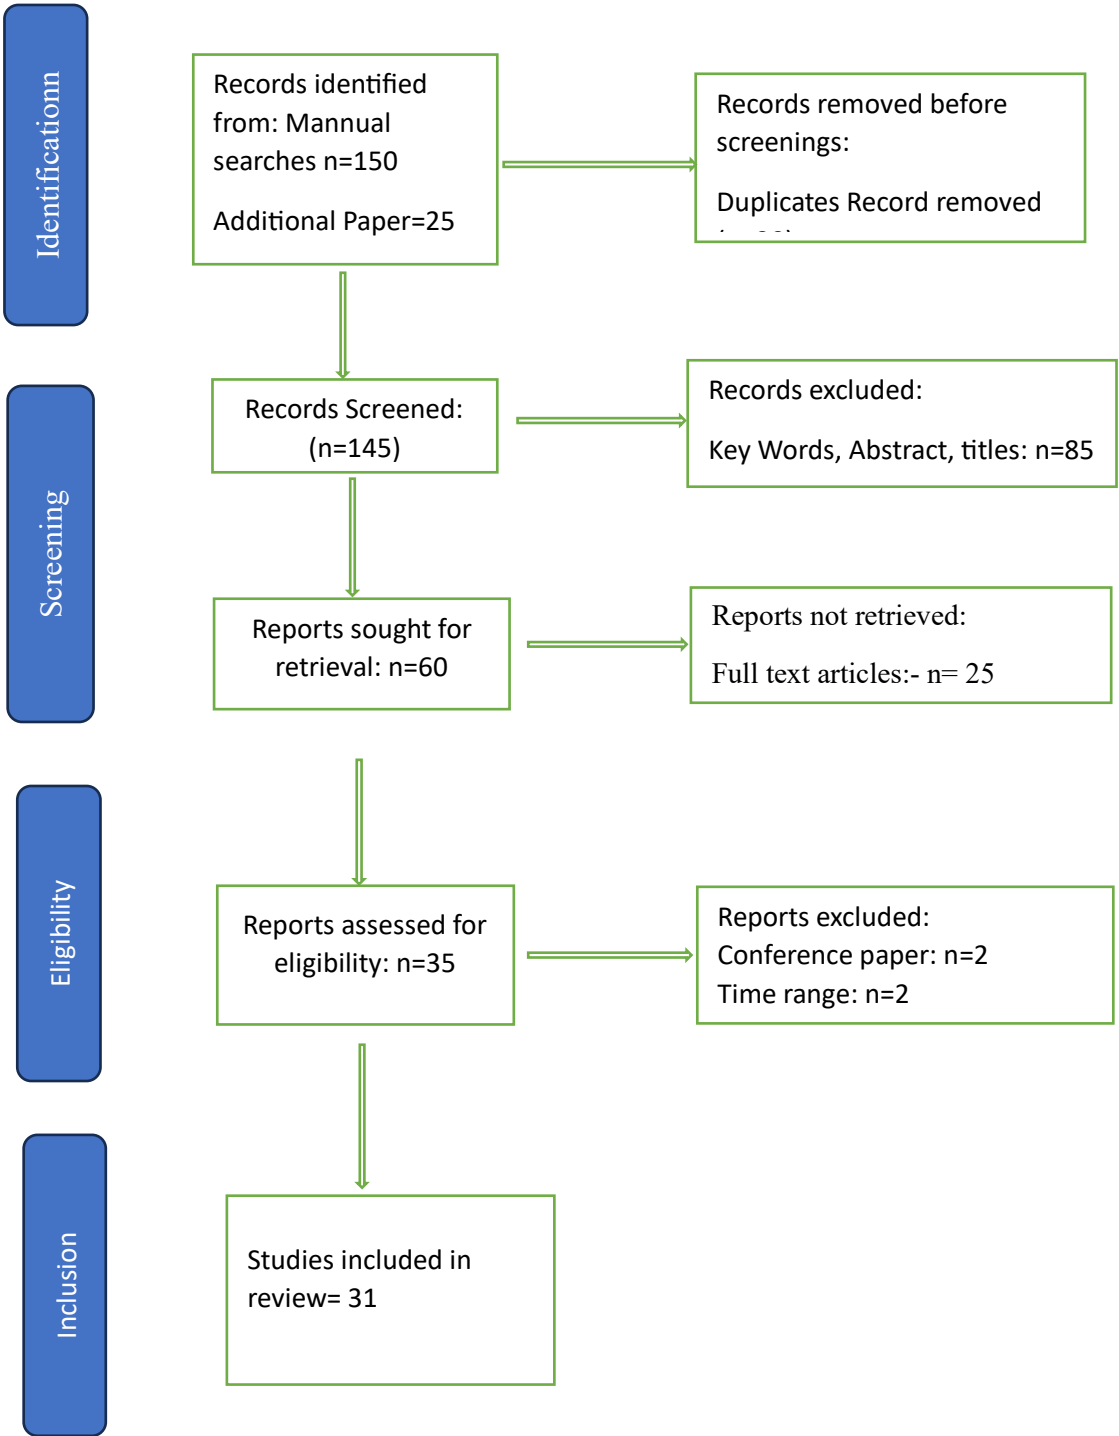 Identificationn
Records identified
from: Mannual
searches n=150
Additional Paper=25
Records removed before
screenings:
Duplicates Record removed
Screening
Records Screened:
(n=145)
Records excluded:
Key Words, Abstract, titles: n=85
Reports sought for
retrieval: n=60
Reports not retrieved:
Full text articles:- n= 25
Eligibility
Reports assessed for
eligibility: n=35
Reports excluded:
Conference paper: n=2
Time range: n=2
Inclusion
Studies included in
review= 31